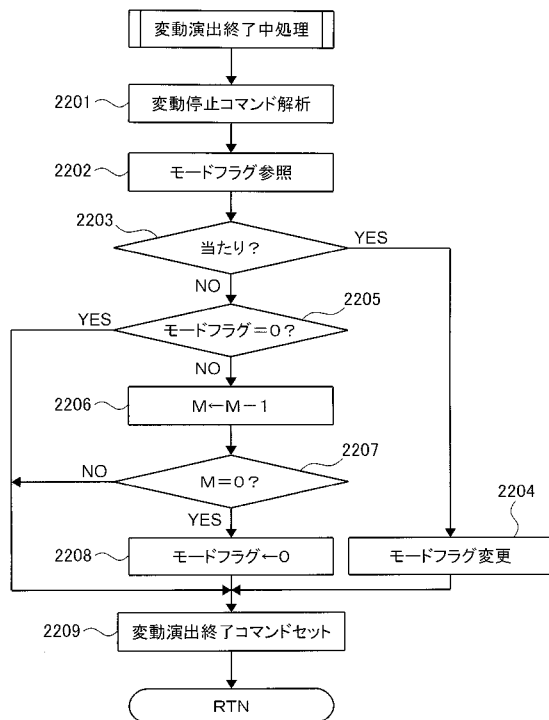 変動演出終了中処理
2201
変動停止コマンド解析
2202
モードフラグ参照
2203
当たり？
YES
NO
2205
YES
モードフラグ＝0？
NO
2206
M←M－1
2207
NO
M＝0？
YES
2204
2208
モードフラグ←0
モードフラグ変更
2209
変動演出終了コマンドセット
RTN